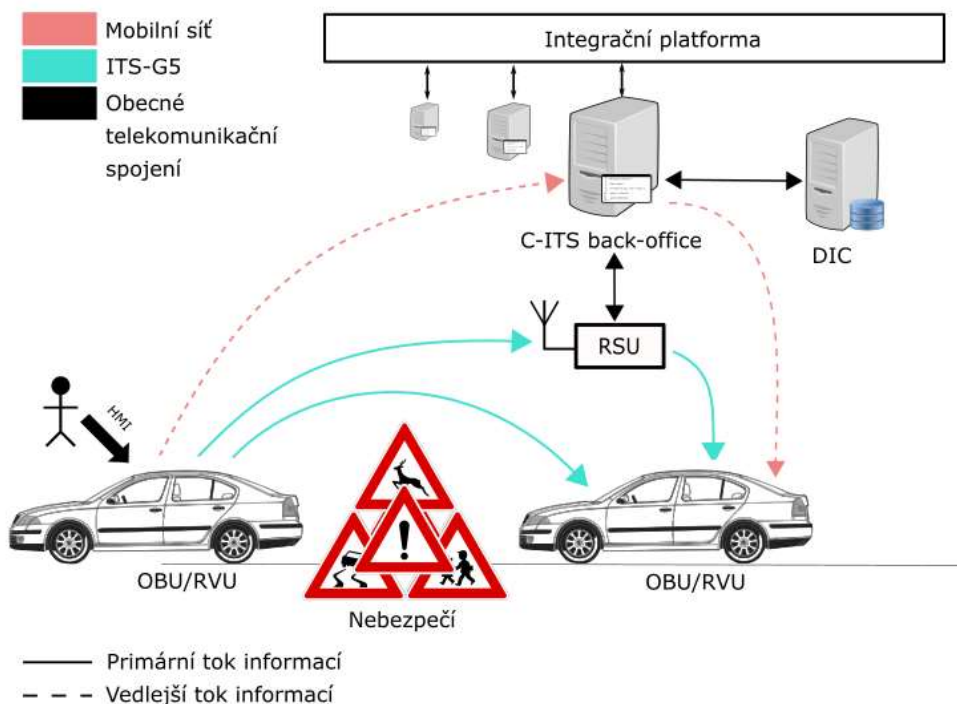 Mobilní síť
ITS-G5
Obecné
telekomunikační
spojení
Integrační platforma
C-ITS back-office
DIC
RSU
HMI
OBU/RVU
OBU/RVU
Nebezpečí
Primární tok informací
Vedlejší tok informací